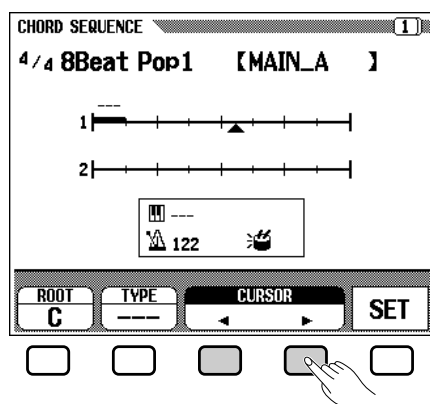 CHORD SEQUENCE 1
4/4 8Beat Pop1 【MAIN_A 】
---
1
2
---
122
ROOT TYPE CURSOR
C --- ◄ ► SET